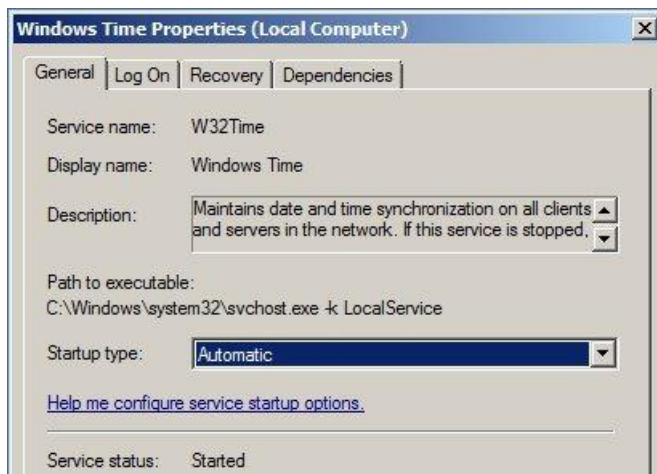 Windows Time Properties (Local Computer)
General Log On Recovery Dependencies
Service name: W32Time
Display name: Windows Time
Description: Maintains date and time synchronization on all clients
and servers in the network. If this service is stopped,
Path to executable:
C:\Windows\system32\svchost.exe -k LocalService
Startup type: Automatic
Help me configure service startup options.
Service status: Started